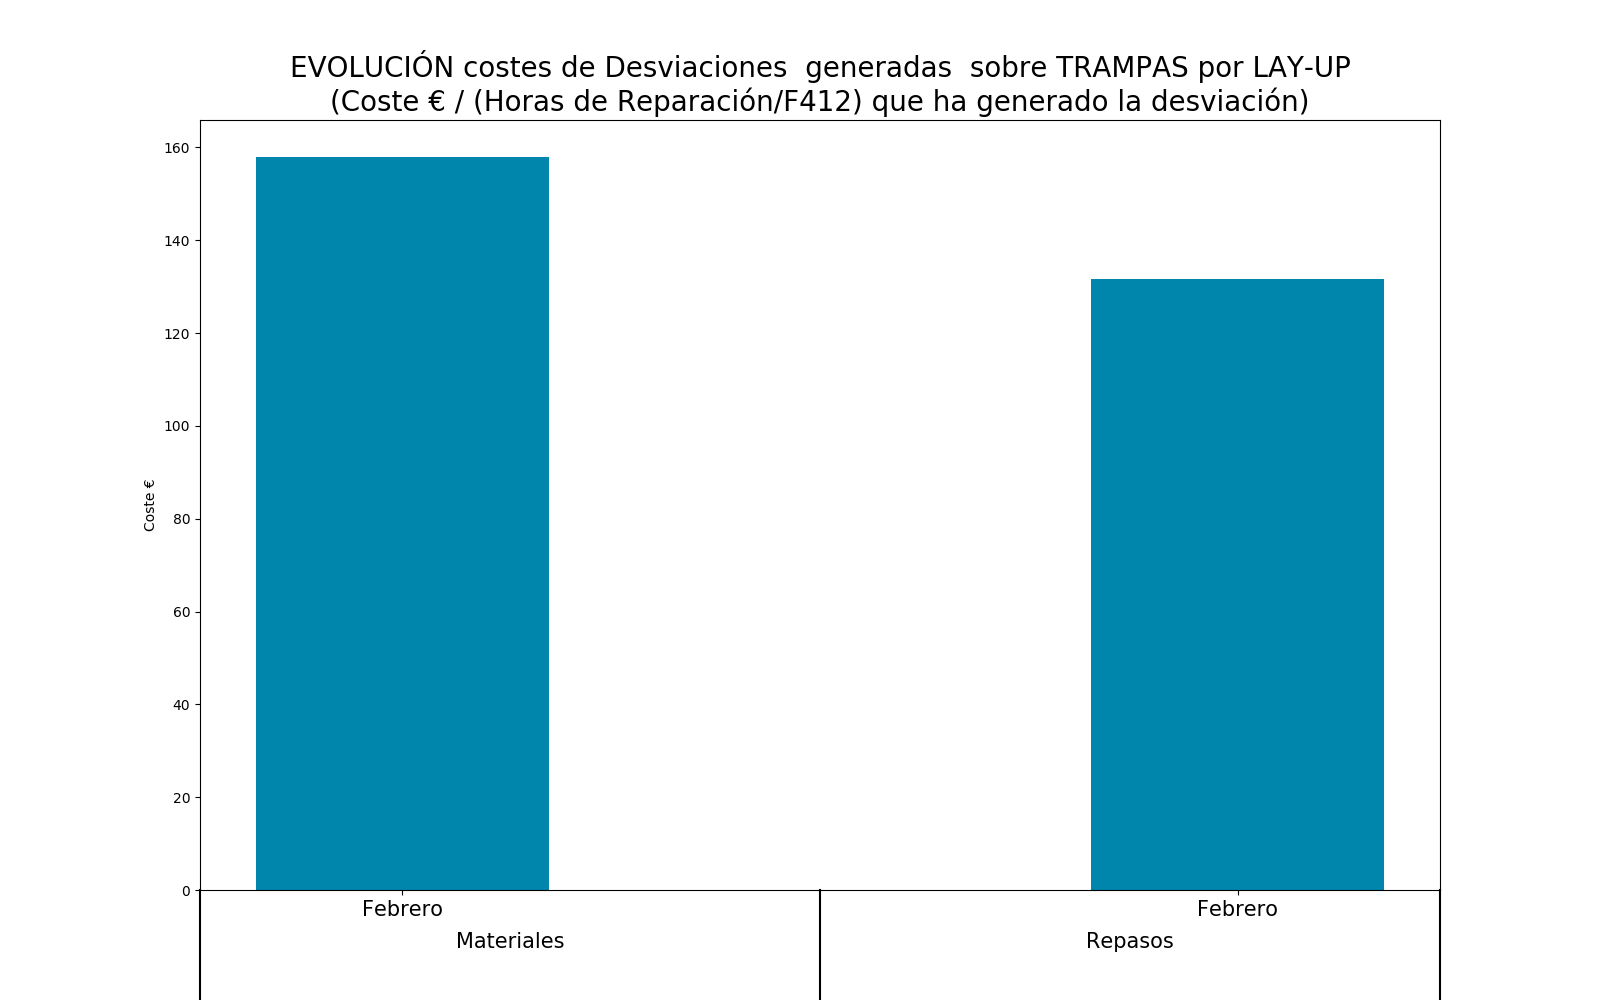 EVOLUCIÓN costes de Desviaciones  generadas  sobre TRAMPAS por LAY-UP
(Coste € / (Horas de Reparación/F412) que ha generado la desviación)
160
140
120
100
80
60
40
20
0
Coste €
Febrero
Febrero
Materiales
Repasos